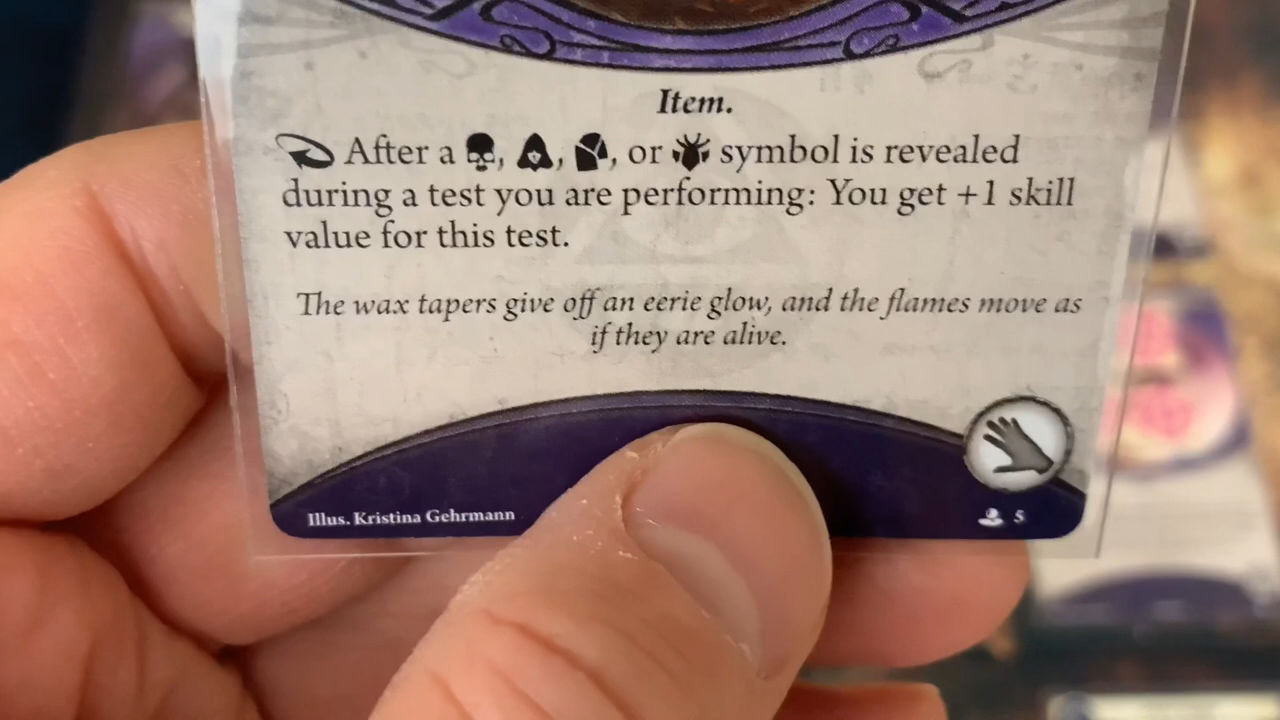 Item.
After a , , , or symbol is revealed
during a test you are performing: You get +1 skill
value for this test.
The wax tapers give off an eerie glow, and the flames move as
if they are alive.
Illus. Kristina Gehrmann
5